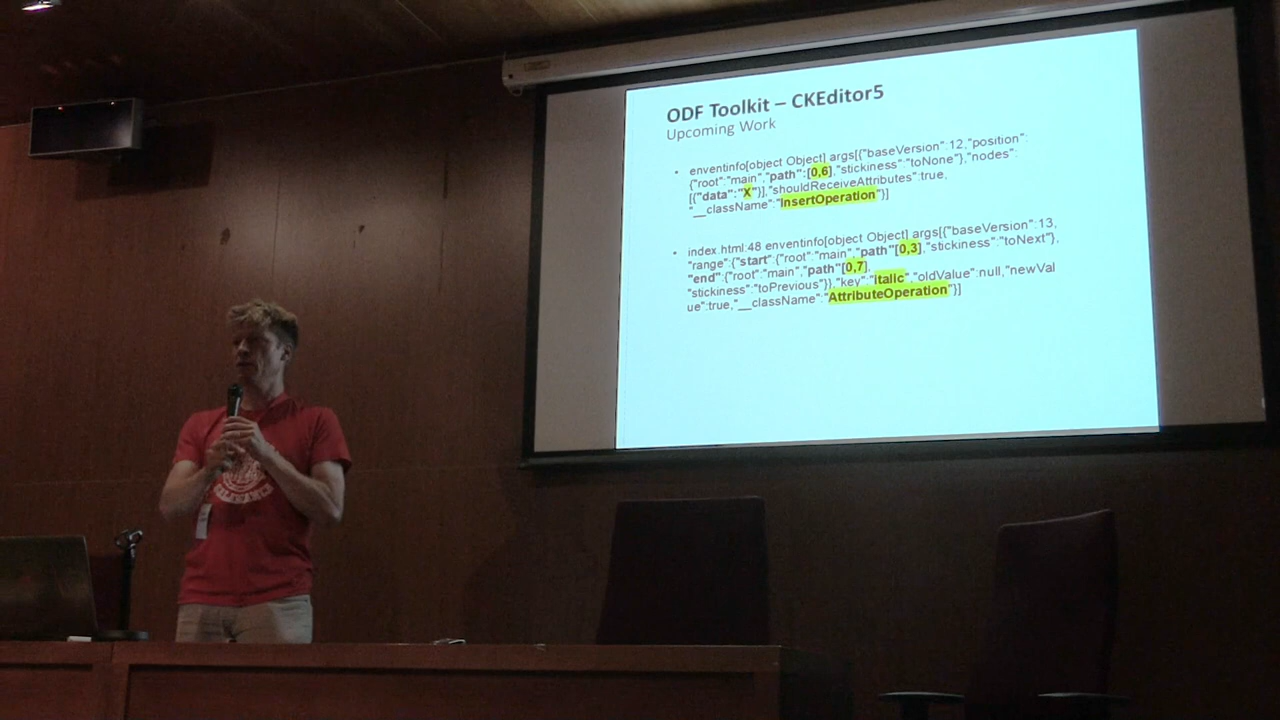 ODF Toolkit – CKEditor5
Upcoming Work
• enventinfo[object Object] args[{"baseVersion":12,"position":
{"root":"main","path":[0,6],"stickiness":"toNone"},"nodes":
[{"data":"X"}],"shouldReceiveAttributes":true,
"__className":"InsertOperation"}]
• index.html:48 enventinfo[object Object] args[{"baseVersion":13,
"range":{"start":{"root":"main","path"[0,3],"stickiness":"toNext"},
"end":{"root":"main","path"[0,7],
"stickiness":"toPrevious"}},"key":"italic","oldValue":null,"newVal
ue":true,"__className":"AttributeOperation"}]